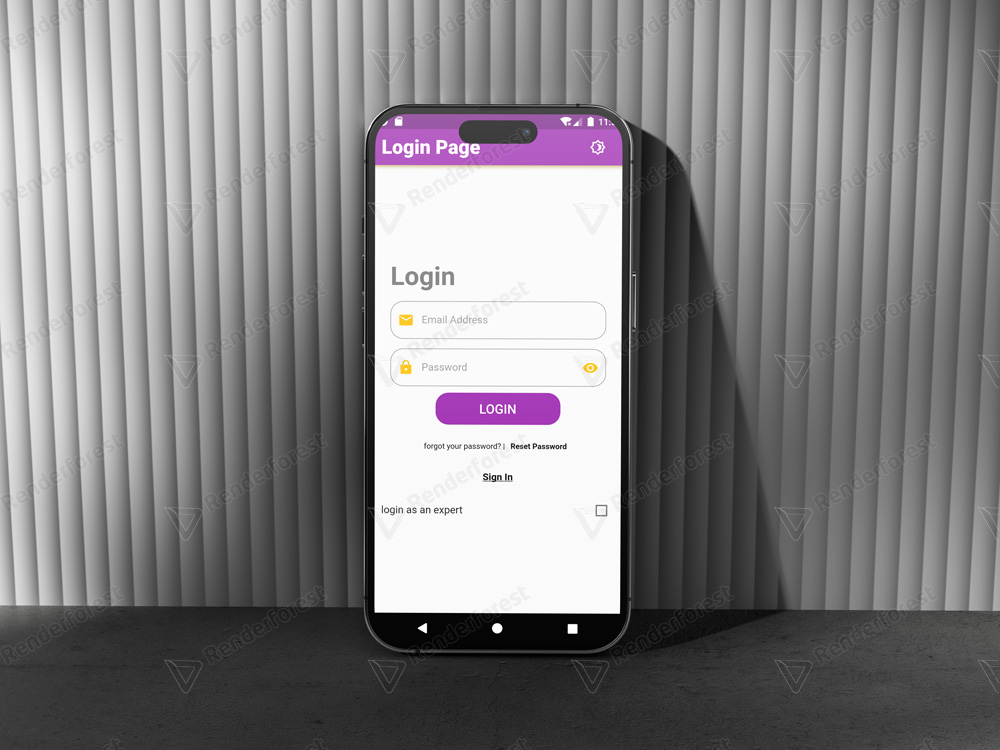 11:
Login Page
Login
Email Address
Password
LOGIN
forgot your password? | Reset Password
Sign In
login as an expert
Renderforest